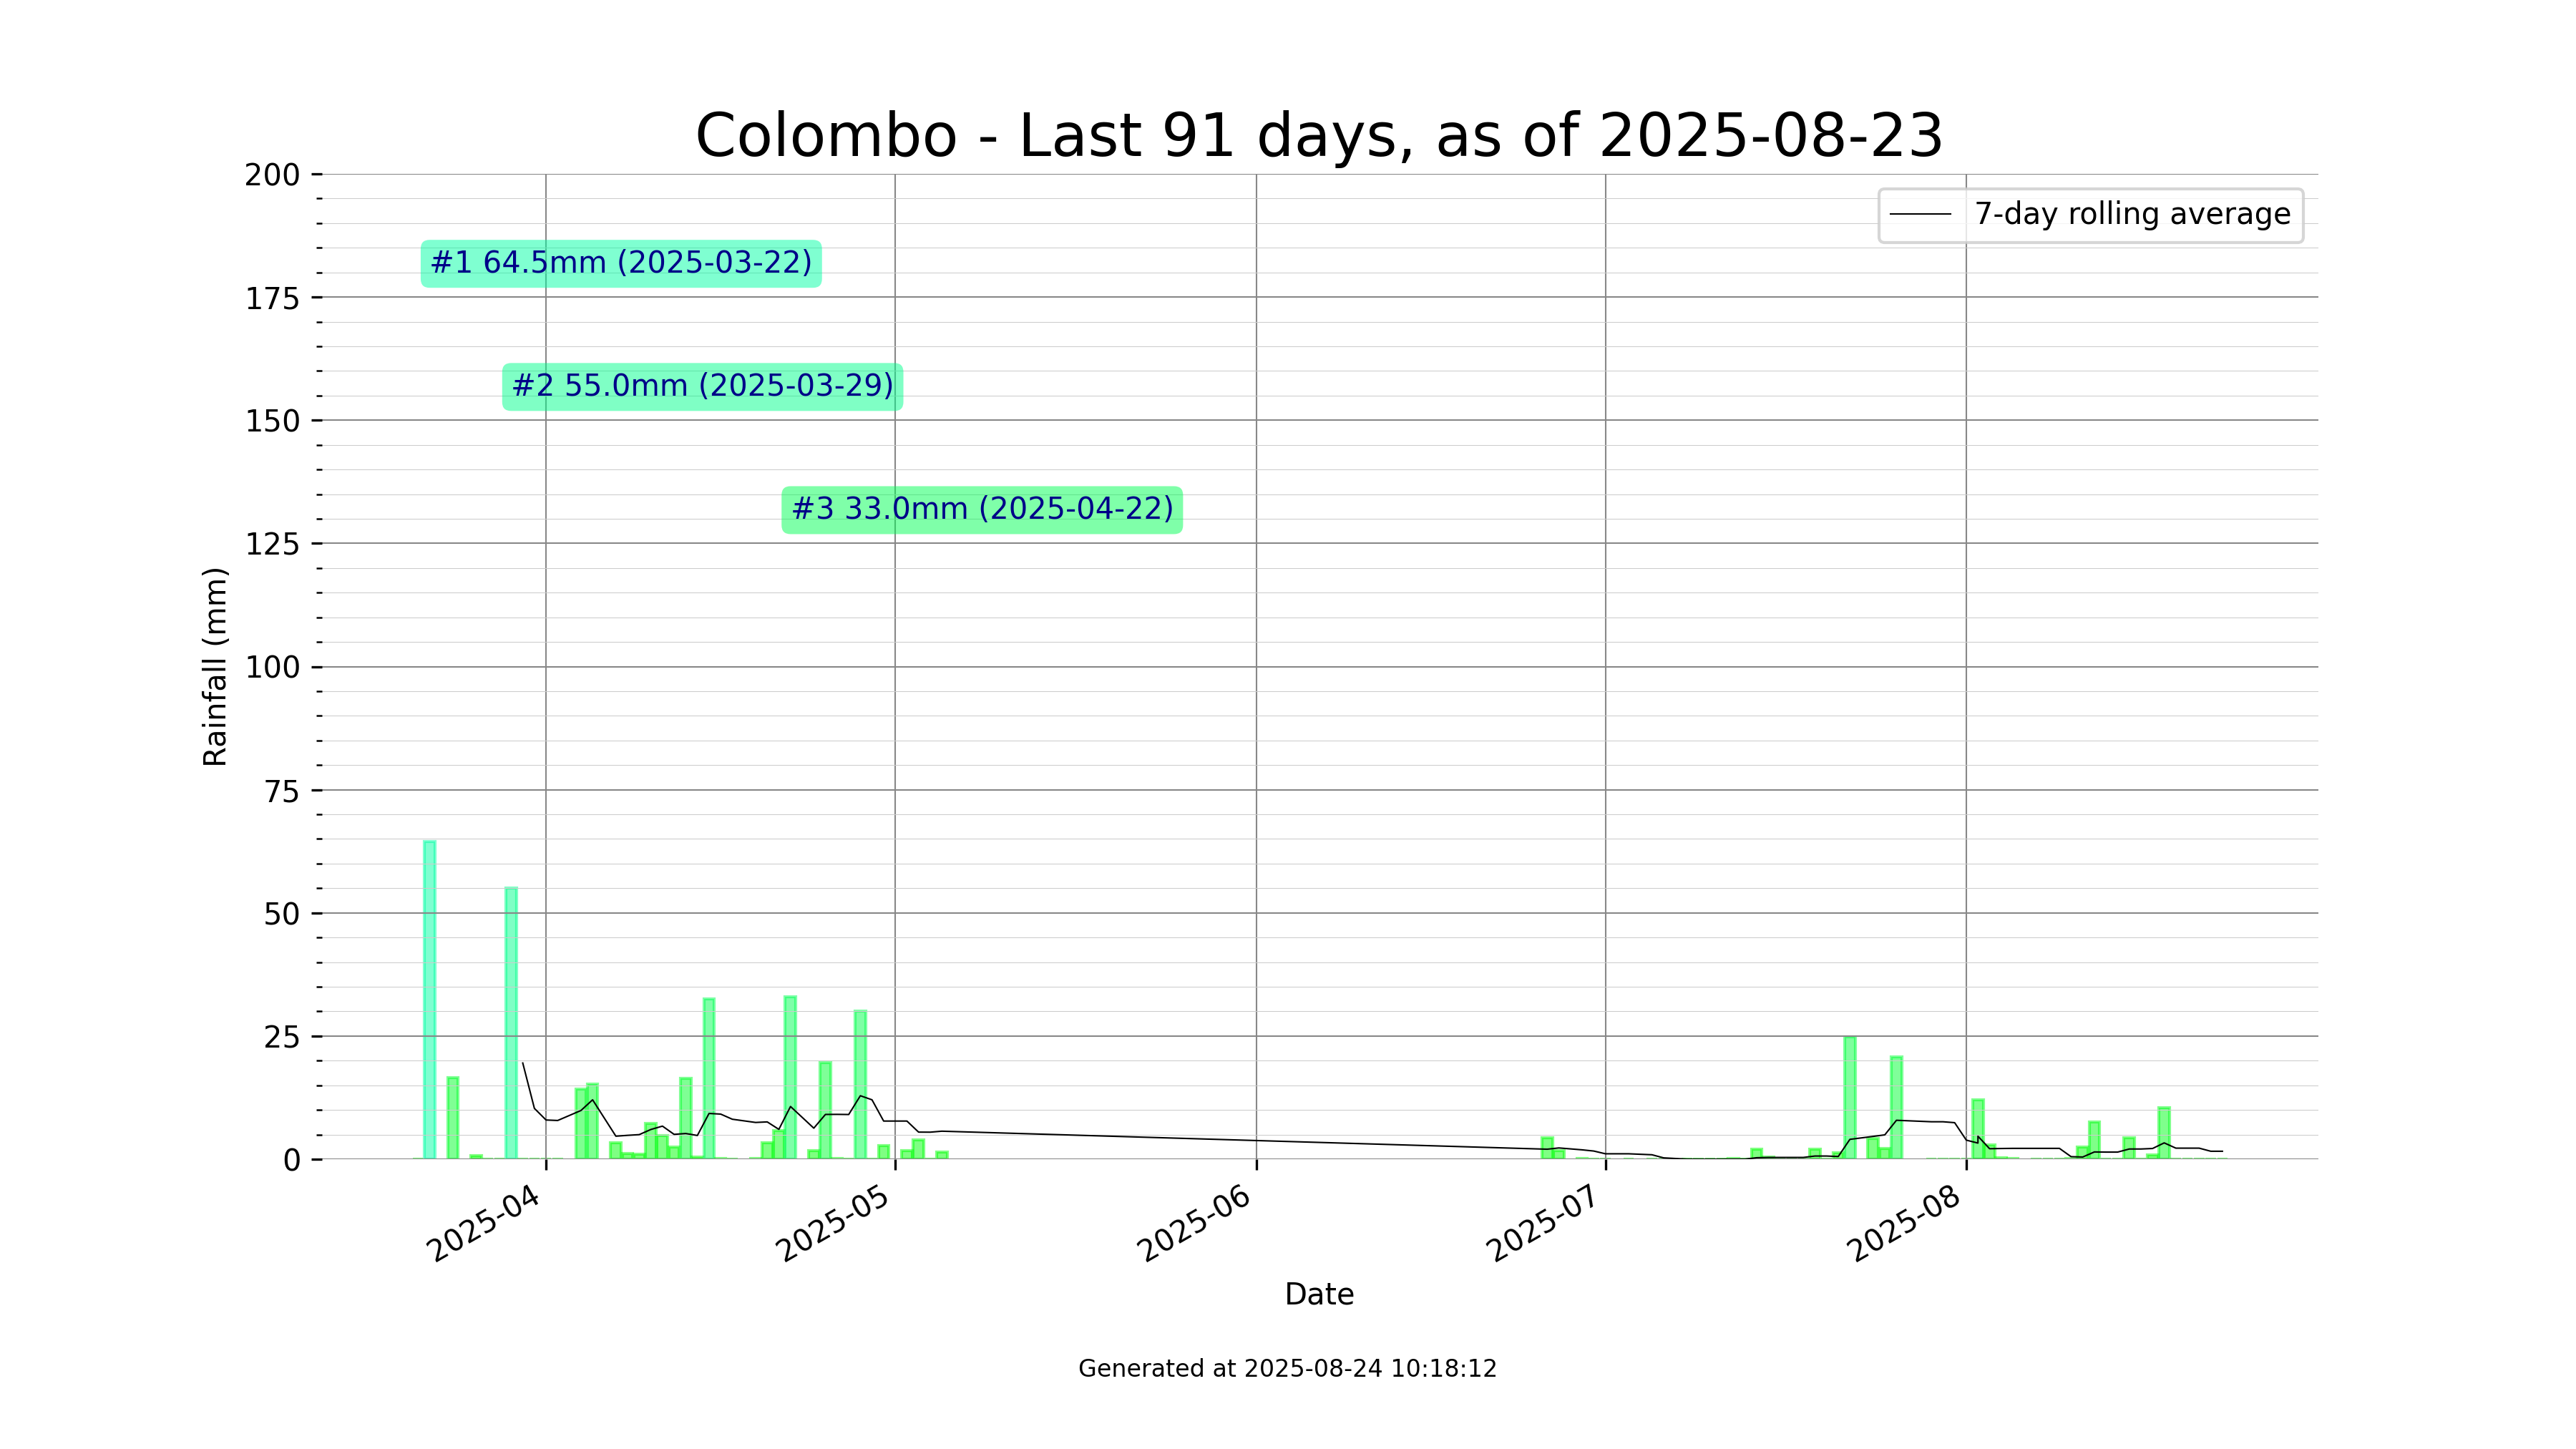 Colombo - Last 91 days, as of 2025-08-23
200
175
150
125
100
75
50
25
0
Rainfall (mm)
7-day rolling average
#1 64.5mm (2025-03-22)
#2 55.0mm (2025-03-29)
#3 33.0mm (2025-04-22)
2025-04
2025-05
2025-06
2025-07
2025-08
Date
Generated at 2025-08-24 10:18:12